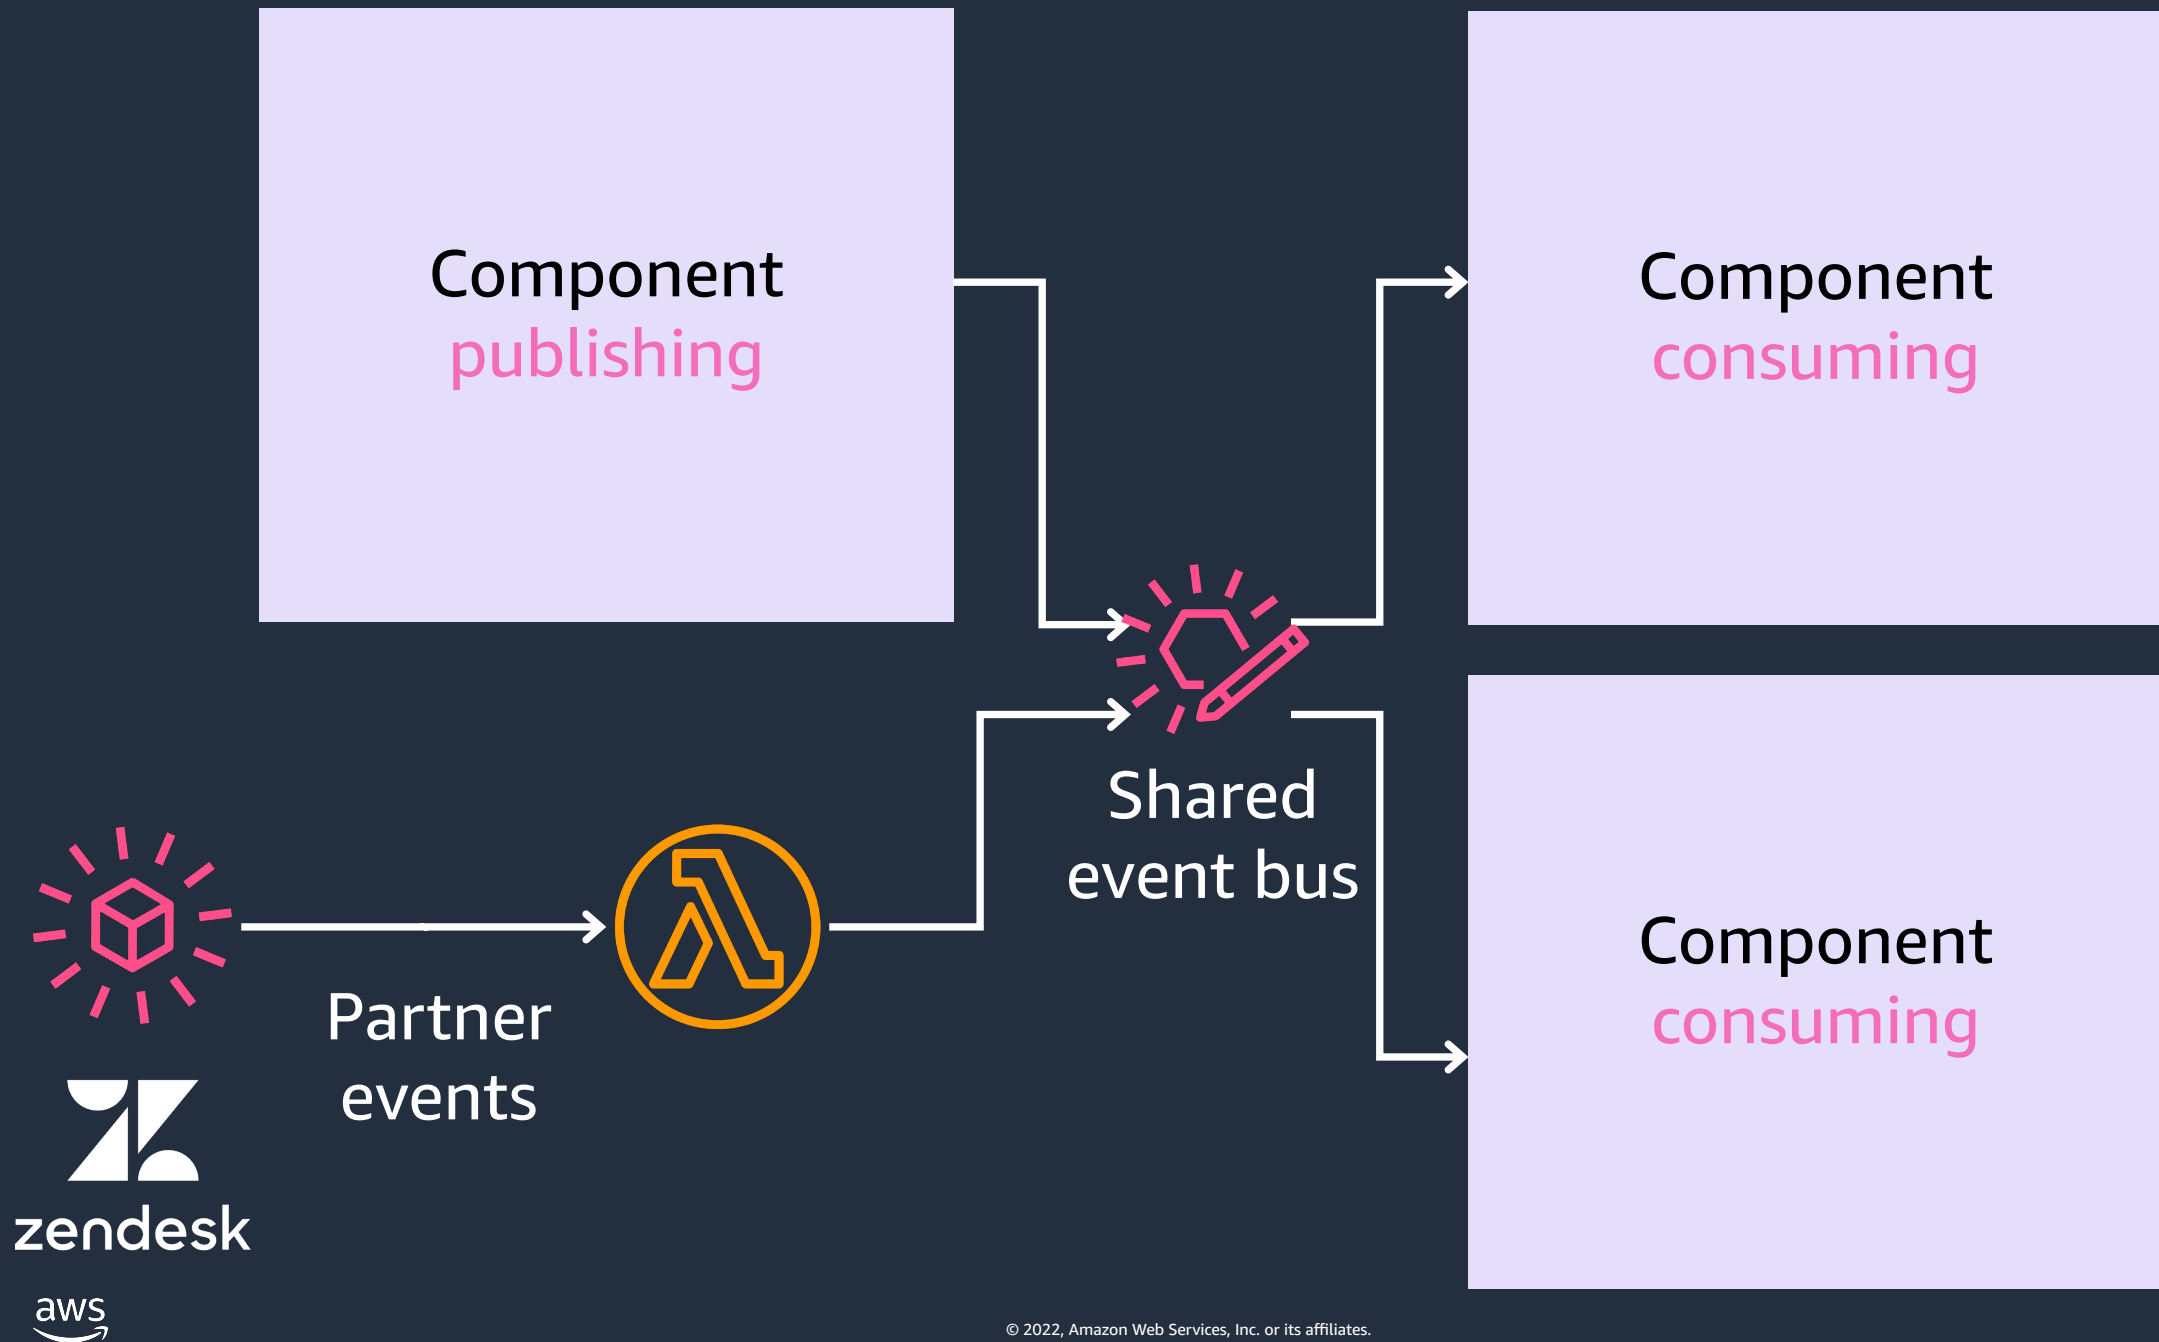 Component
publishing
Component
consuming
Shared
event bus
Partner
events
Component
consuming
zendesk
aws
© 2022, Amazon Web Services, Inc. or its affiliates.